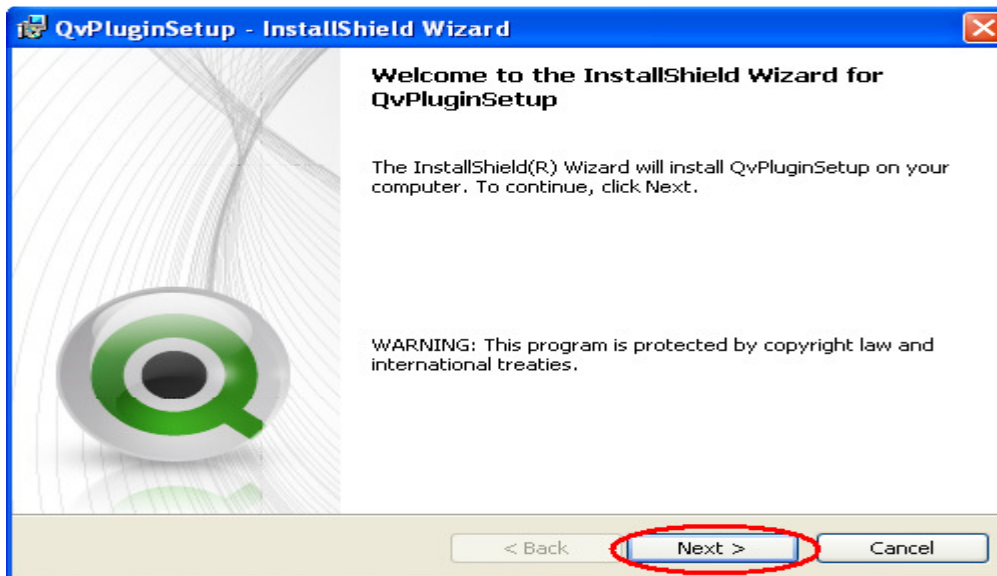 QvPluginSetup - InstallShield Wizard
Welcome to the InstallShield Wizard for
QvPluginSetup
The InstallShield(R) Wizard will install QvPluginSetup on your
computer. To continue, click Next.
WARNING: This program is protected by copyright law and
international treaties.
< Back
Next >
Cancel